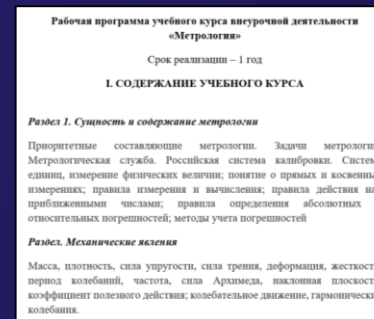 Рабочая программа учебного курса внеурочной деятельности
«Метрология»
Срок реализации – 1 год
I. СОДЕРЖАНИЕ УЧЕБНОГО КУРСА
Раздел 1. Сущность и содержание метрологии
Приоритетные составляющие метрологии. Задачи метрологи
Метрологическая служба. Российская система калибровки. Систем
единиц, измерение физических величин; понятие о прямых и косвенны
измерениях; правила измерения и вычисления; правила действия на
приближенными числами; правила определения абсолютных
относительных погрешностей; методы учета погрешностей
Раздел. Механические явления
Масса, плотность, сила упругости, сила трения, деформация, жесткост
период колебаний, частота, сила Архимеда, наклонная плоскост
коэффициент полезного действия; колебательное движение, гармоническ
колебания.